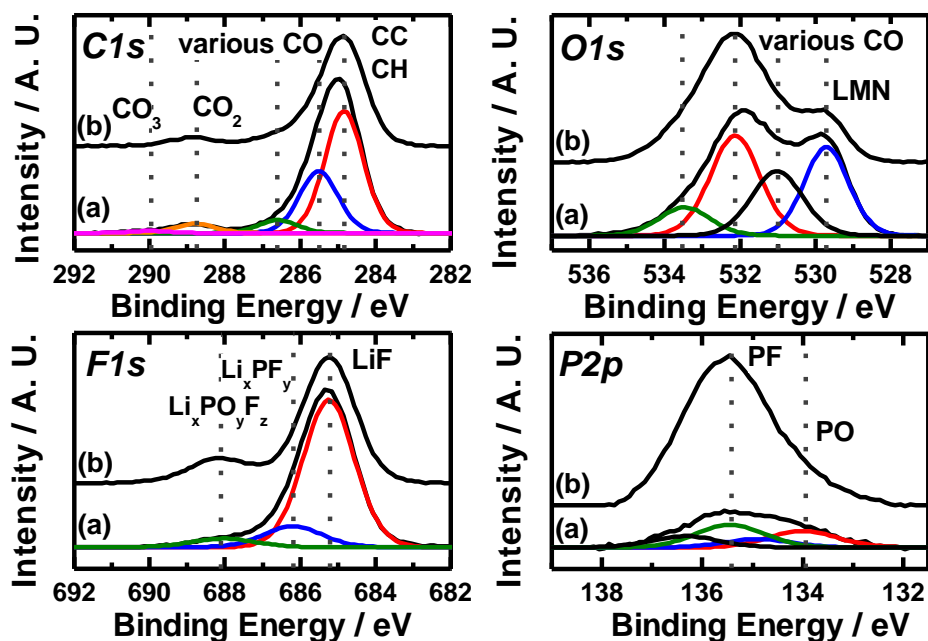 C1s
various CO
CC
CH
CO₃
CO₂
(b)
(a)
Intensity / A. U.
292 290 288 286 284 282
Binding Energy / eV
O1s
various CO
LMN
(b)
(a)
Intensity / A. U.
536 534 532 530 528
Binding Energy / eV
F1s
LiₓPFᵧ
LiF
LiₓPOᵧF_z
(b)
(a)
Intensity / A. U.
692 690 688 686 684 682
Binding Energy / eV
P2p
PF
PO
(b)
(a)
Intensity / A. U.
138 136 134 132
Binding Energy / eV